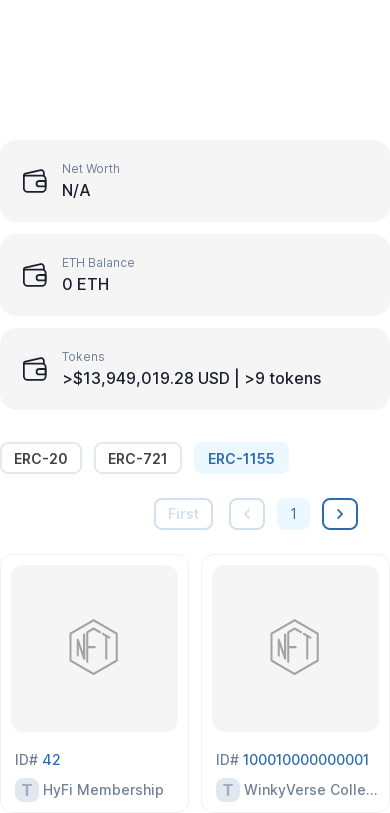 Net Worth
N/A
ETH Balance
0 ETH
Tokens
>$13,949,019.28 USD | >9 tokens
ERC-20 ERC-721 ERC-1155
First 1
NFT NFT
ID# 42 ID# 100010000000001
T HyFi Membership T WinkyVerse Colle...